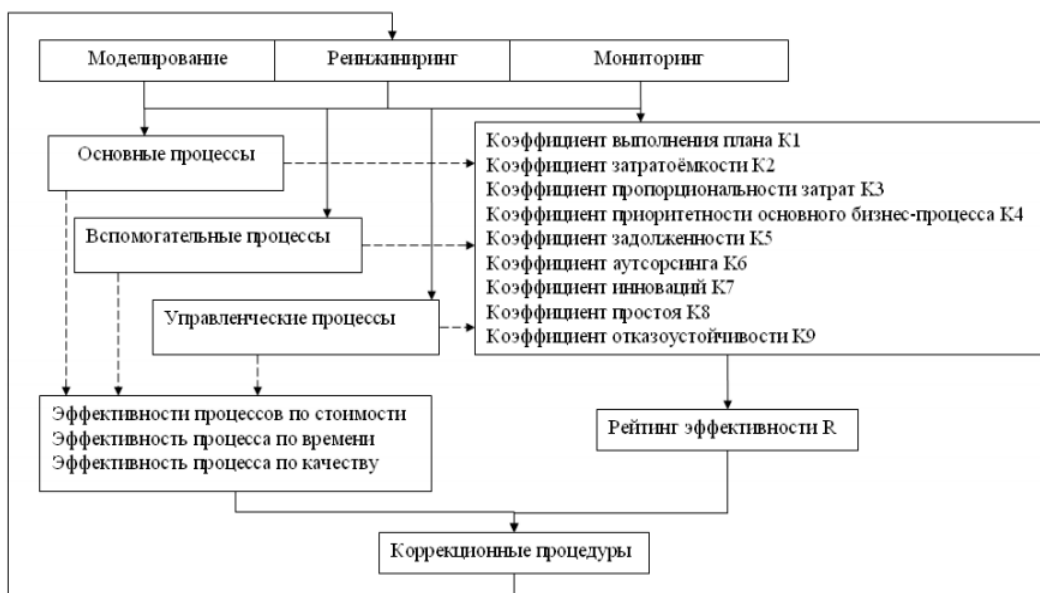 Моделирование
Реинжиниринг
Мониторинг
Основные процессы
Вспомогательные процессы
Управленческие процессы
Коэффициент выполнения плана К1
Коэффициент затратоёмкости К2
Коэффициент пропорциональности затрат К3
Коэффициент приоритетности основного бизнес-процесса К4
Коэффициент задолженности К5
Коэффициент аутсорсинга К6
Коэффициент инноваций К7
Коэффициент простоя К8
Коэффициент отказоустойчивости К9
Эффективности процессов по стоимости
Эффективность процесса по времени
Эффективность процесса по качеству
Рейтинг эффективности R
Коррекционные процедуры